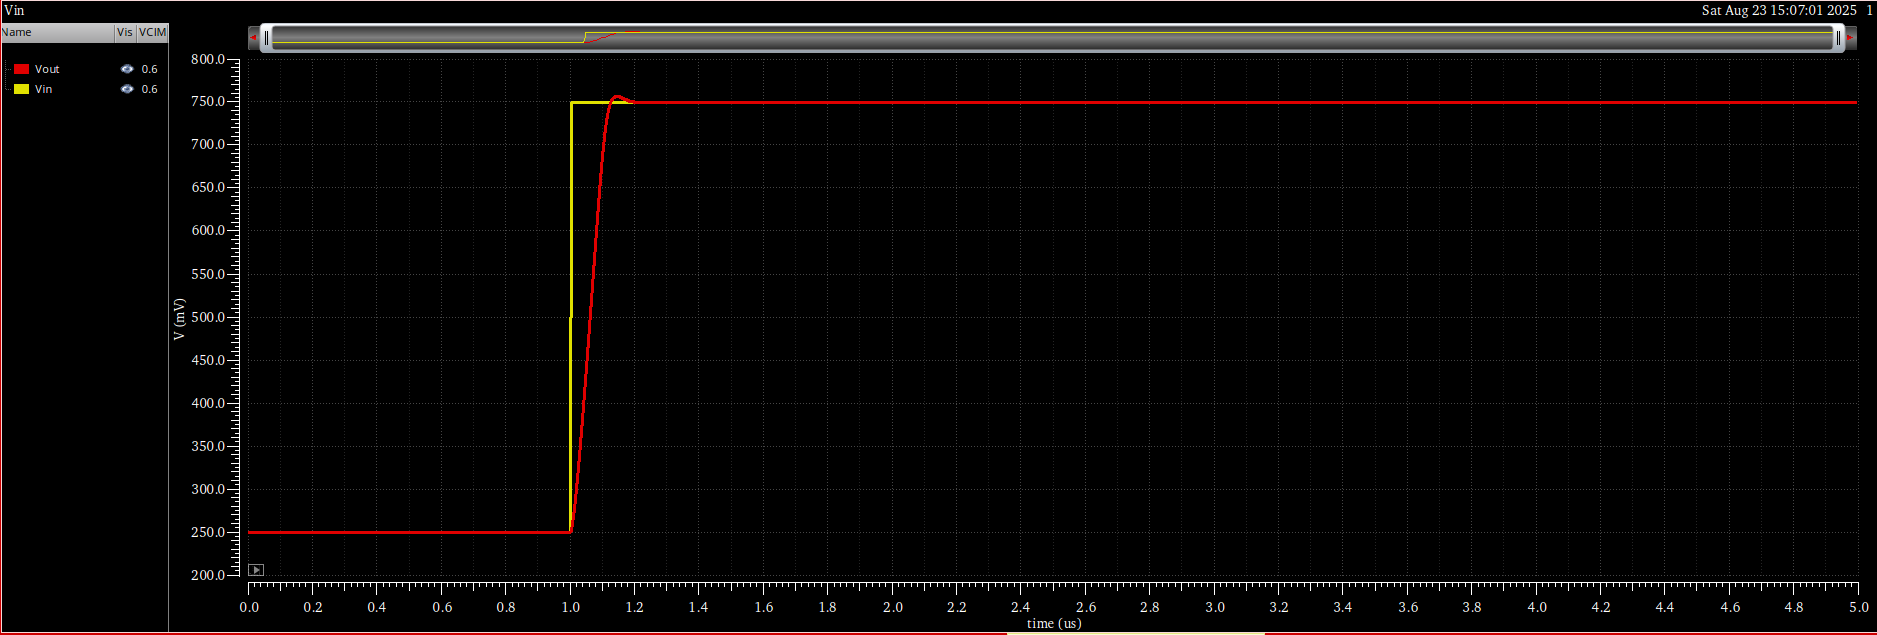 Vin
Sat Aug 23 15:07:01 2025 1
Name Vis VCIM
Vout 0.6
Vin 0.6
800.0
750.0
700.0
650.0
600.0
550.0
500.0
450.0
400.0
350.0
300.0
250.0
200.0
V (mV)
0.0 0.2 0.4 0.6 0.8 1.0 1.2 1.4 1.6 1.8 2.0 2.2 2.4 2.6 2.8 3.0 3.2 3.4 3.6 3.8 4.0 4.2 4.4 4.6 4.8 5.0
time (us)